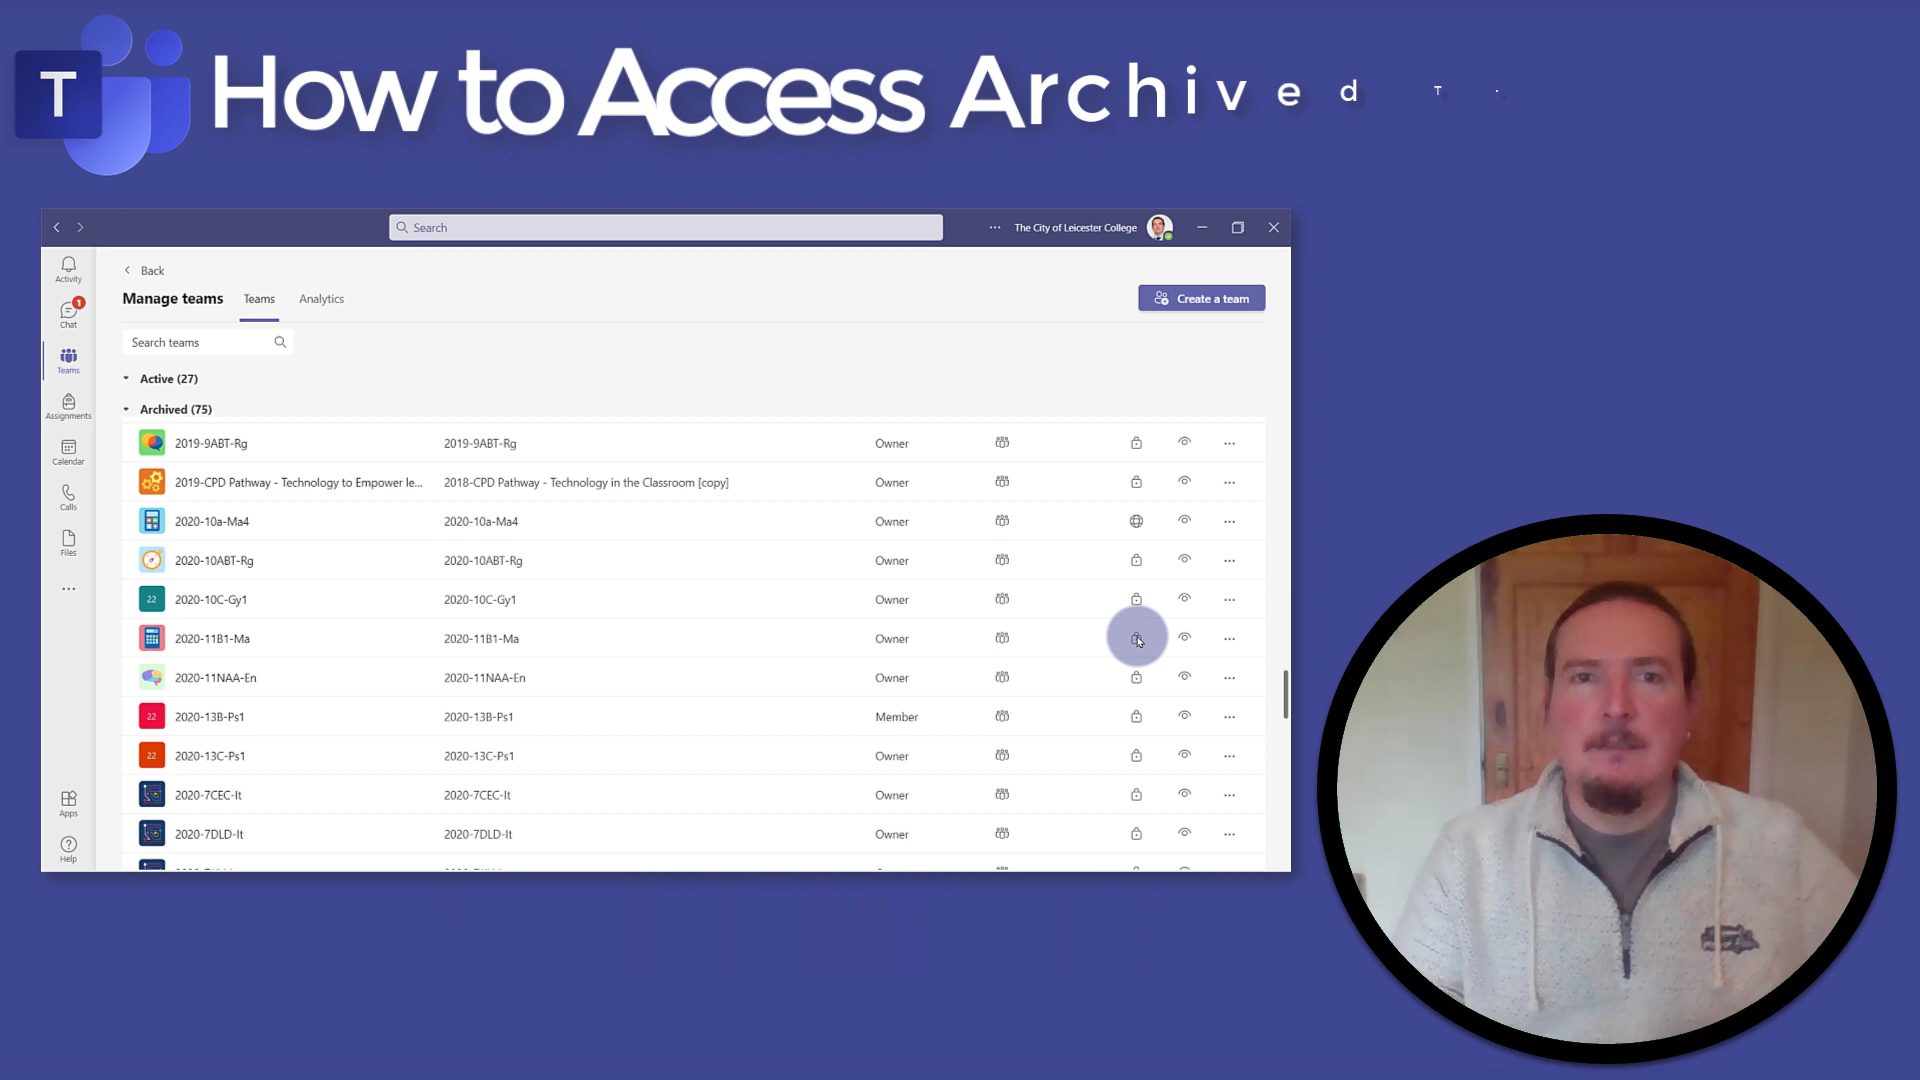 T How to Access Archived T
Search
··· The City of Leicester College
Activity
Chat
1
Teams
Assignments
Calendar
Calls
Files
Apps
Help
Back
Manage teams Teams Analytics Create a team
Search teams
Active (27)
Archived (75)
2019-9ABT-Rg 2019-9ABT-Rg Owner
2019-CPD Pathway - Technology to Empower le... 2018-CPD Pathway - Technology in the Classroom [copy] Owner
2020-10a-Ma4 2020-10a-Ma4 Owner
2020-10ABT-Rg 2020-10ABT-Rg Owner
22 2020-10C-Gy1 2020-10C-Gy1 Owner
2020-11B1-Ma 2020-11B1-Ma Owner
2020-11NAA-En 2020-11NAA-En Owner
22 2020-13B-Ps1 2020-13B-Ps1 Member
22 2020-13C-Ps1 2020-13C-Ps1 Owner
2020-7CEC-It 2020-7CEC-It Owner
2020-7DLD-It 2020-7DLD-It Owner